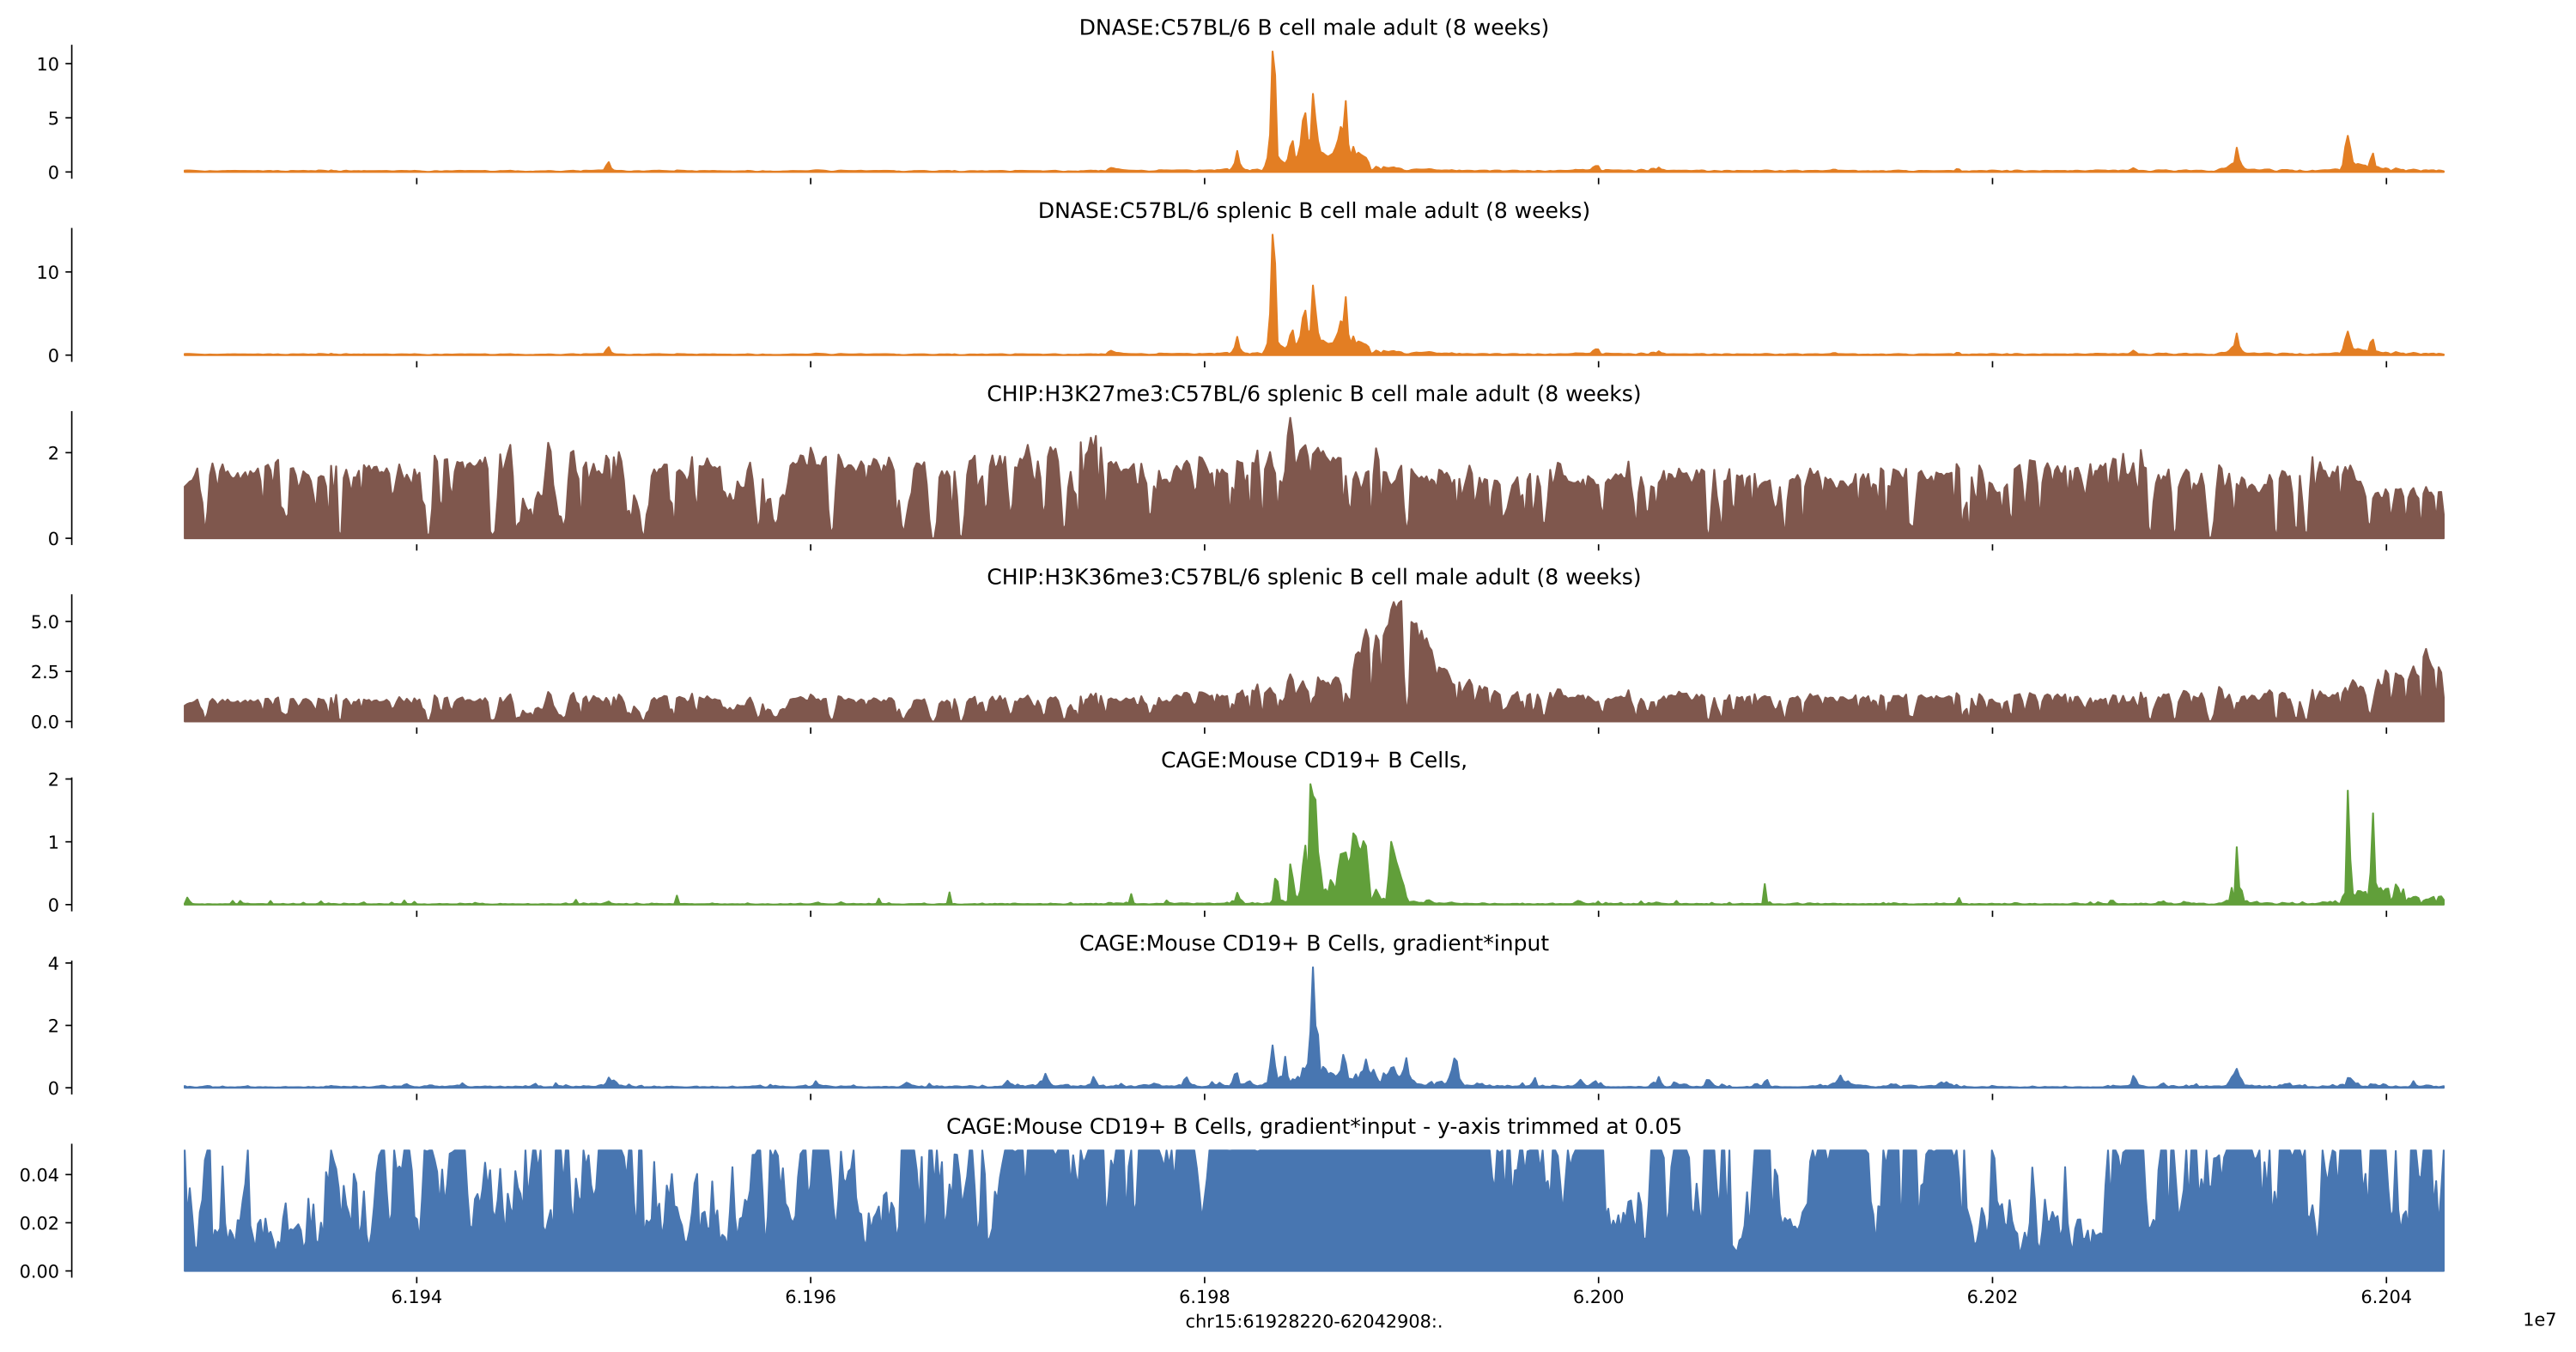 DNASE:C57BL/6 B cell male adult (8 weeks)
10
5
0
DNASE:C57BL/6 splenic B cell male adult (8 weeks)
10
0
CHIP:H3K27me3:C57BL/6 splenic B cell male adult (8 weeks)
2
0
CHIP:H3K36me3:C57BL/6 splenic B cell male adult (8 weeks)
5.0
2.5
0.0
CAGE:Mouse CD19+ B Cells,
2
1
0
CAGE:Mouse CD19+ B Cells, gradient*input
4
2
0
CAGE:Mouse CD19+ B Cells, gradient*input - y-axis trimmed at 0.05
0.04
0.02
0.00
6.194 6.196 6.198 6.200 6.202 6.204
chr15:61928220-62042908:.
1e7